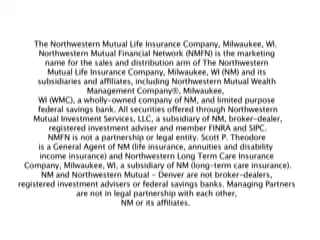 The Northwestern Mutual Life Insurance Company, Milwaukee, WI.
Northwestern Mutual Financial Network (NMFN) is the marketing
name for the sales and distribution arm of The Northwestern
Mutual Life Insurance Company, Milwaukee, WI (NM) and its
subsidiaries and affiliates, including Northwestern Mutual Wealth
Management Company®, Milwaukee,
WI (WMC), a wholly-owned company of NM, and limited purpose
federal savings bank. All securities offered through Northwestern
Mutual Investment Services, LLC, a subsidiary of NM, broker-dealer,
registered investment adviser and member FINRA and SIPC.
NMFN is not a partnership or legal entity. Scott P. Theodore
is a General Agent of NM (life insurance, annuities and disability
income insurance) and Northwestern Long Term Care Insurance
Company, Milwaukee, WI, a subsidiary of NM (long-term care insurance).
NM and Northwestern Mutual - Denver are not broker-dealers,
registered investment advisers or federal savings banks. Managing Partners
are not in legal partnership with each other,
NM or its affiliates.